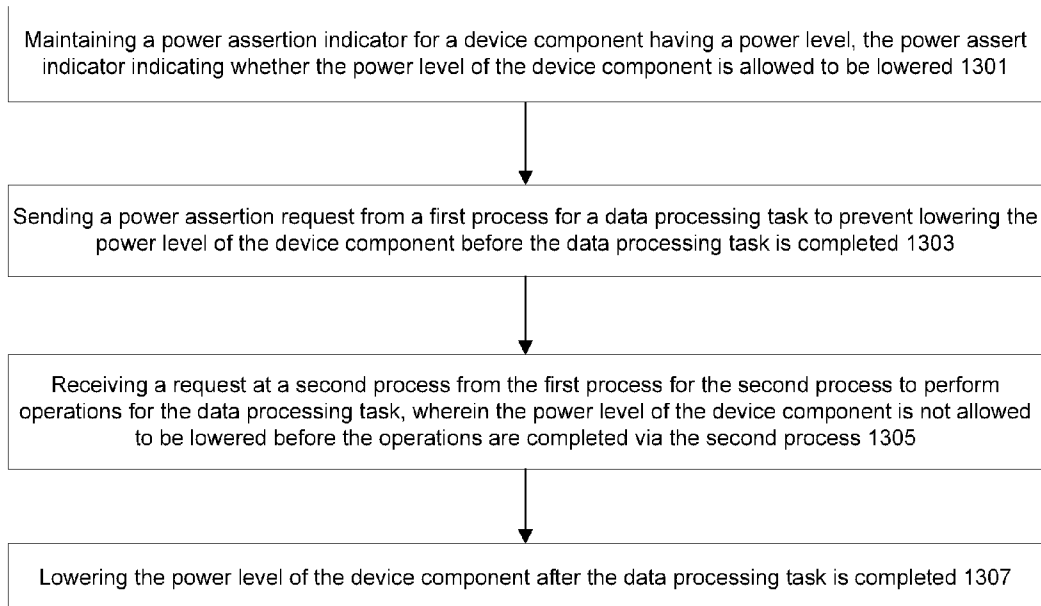 Maintaining a power assertion indicator for a device component having a power level, the power assert
indicator indicating whether the power level of the device component is allowed to be lowered 1301
Sending a power assertion request from a first process for a data processing task to prevent lowering the
power level of the device component before the data processing task is completed 1303
Receiving a request at a second process from the first process for the second process to perform
operations for the data processing task, wherein the power level of the device component is not allowed
to be lowered before the operations are completed via the second process 1305
Lowering the power level of the device component after the data processing task is completed 1307